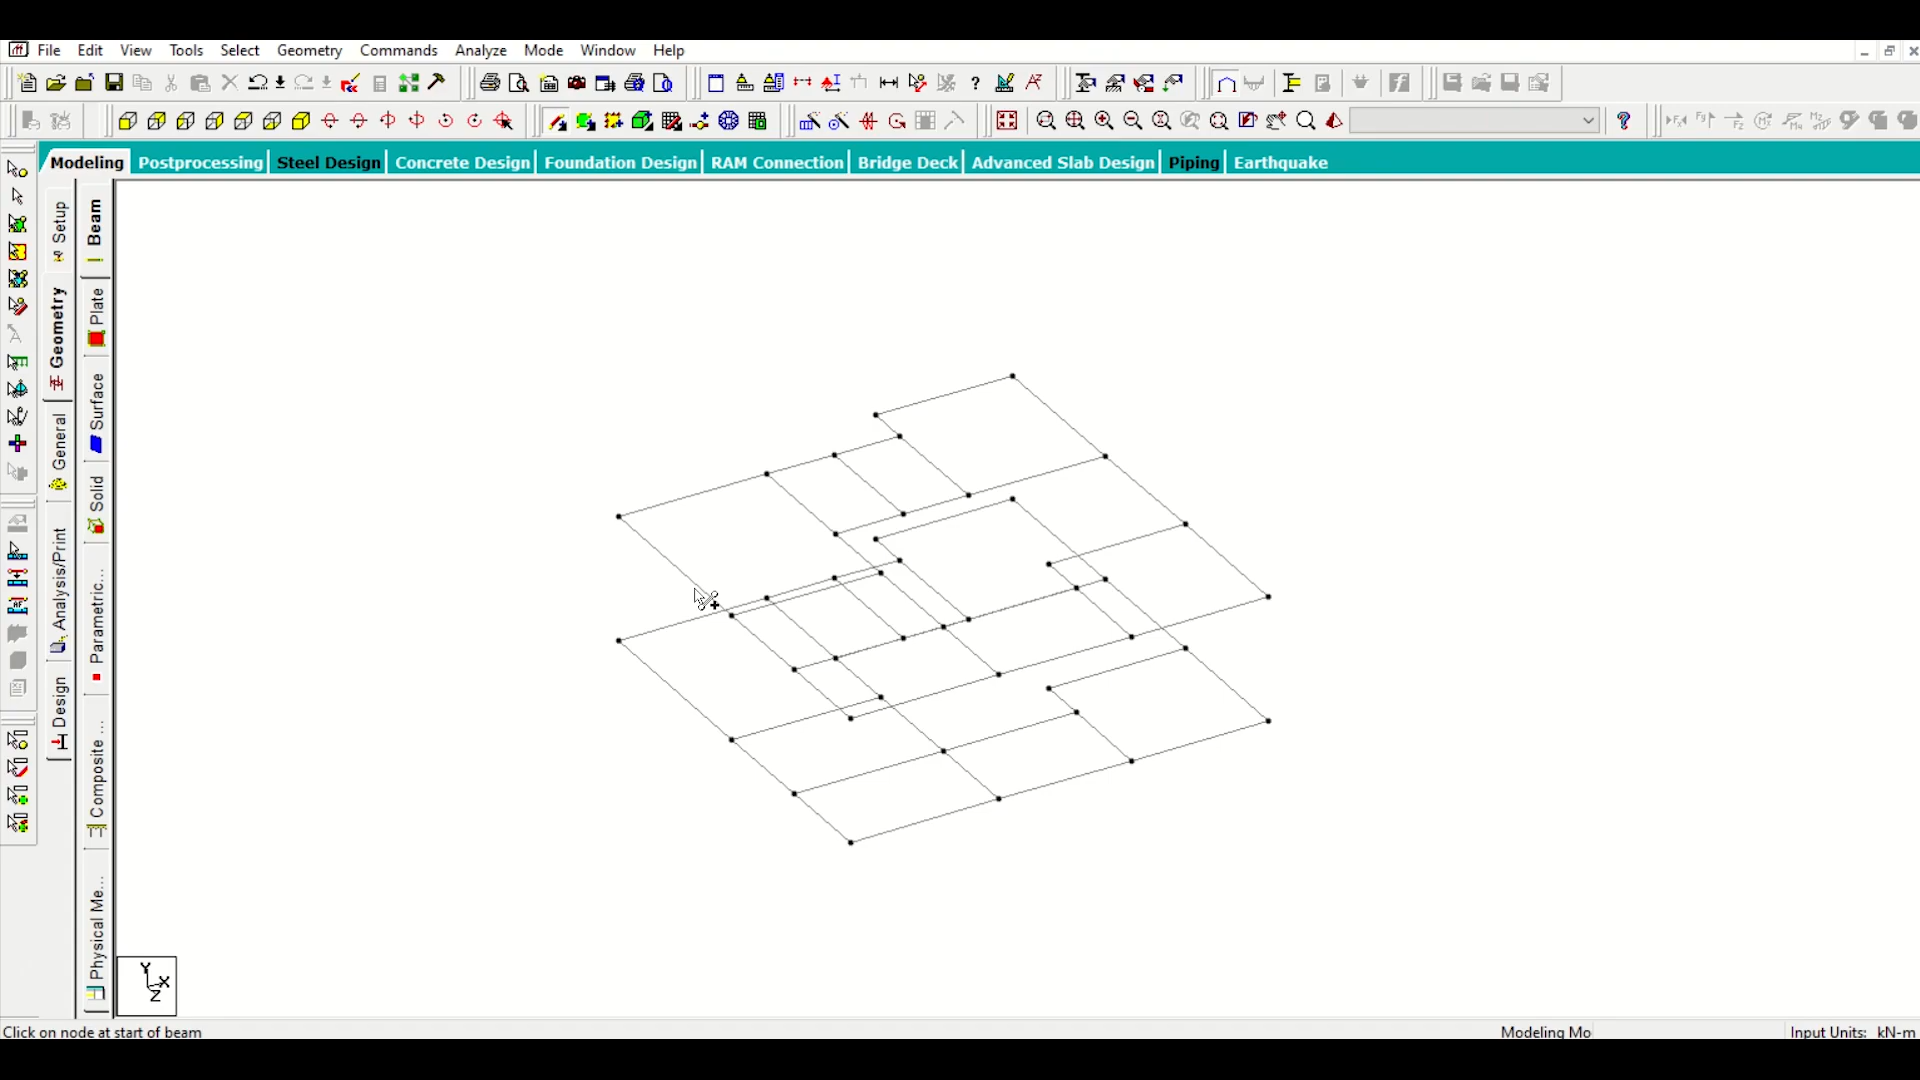 File Edit View Tools Select Geometry Commands Analyze Mode Window Help
Modeling Postprocessing Steel Design Concrete Design Foundation Design RAM Connection Bridge Deck Advanced Slab Design Piping Earthquake
Setup
Geometry
General
Analysis/Print
Design
Beam
Plate
Surface
Solid
Parametric...
Composite ...
Physical Me...
Y
X
Z
Click on node at start of beam
Modeling Mo
Input Units: kN-m